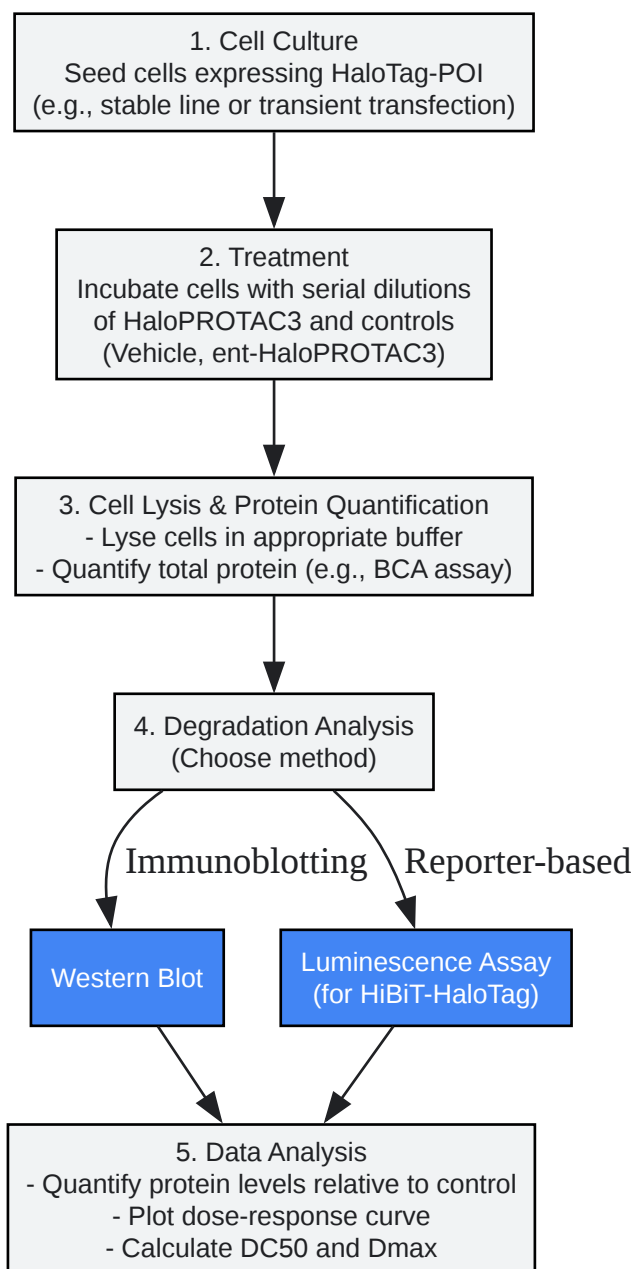 1. Cell Culture
Seed cells expressing HaloTag-POI
(e.g., stable line or transient transfection)
2. Treatment
Incubate cells with serial dilutions
of HaloPROTAC3 and controls
(Vehicle, ent-HaloPROTAC3)
3. Cell Lysis & Protein Quantification
- Lyse cells in appropriate buffer
- Quantify total protein (e.g., BCA assay)
4. Degradation Analysis
(Choose method)
Immunoblotting
Reporter-based
Western Blot
Luminescence Assay
(for HiBiT-HaloTag)
5. Data Analysis
- Quantify protein levels relative to control
- Plot dose-response curve
- Calculate DC50 and Dmax